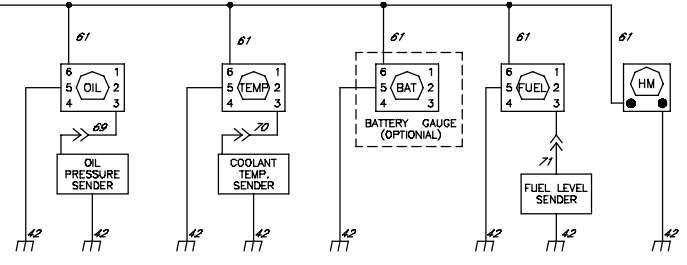 61
61
61
61
61
6 1
5 OIL 2
4 3
6 1
5 TEMP 2
4 3
6 1
5 BAT 2
4 3
6 1
5 FUEL 2
4 3
HM
BATTERY GAUGE
(OPTIONIAL)
69
70
71
OIL
PRESSURE
SENDER
COOLANT
TEMP.
SENDER
FUEL LEVEL
SENDER
42
42
42
42
42
42
42
42